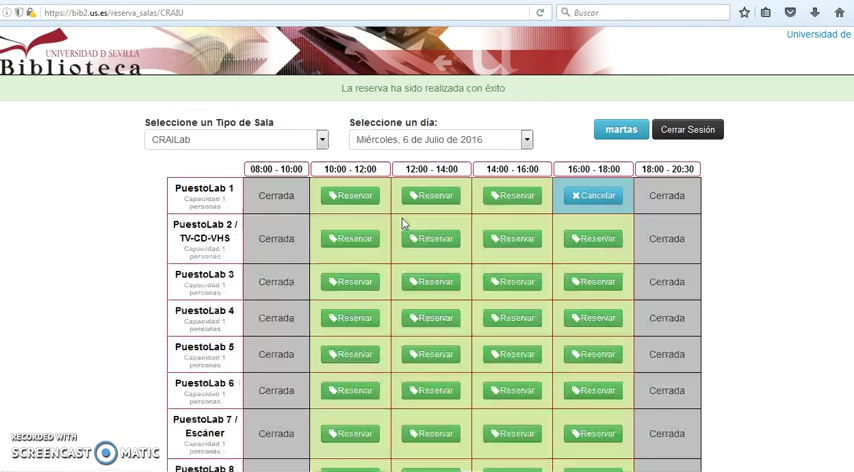 https://bib2.us.es/reserva_salas/CRAIU
Buscar
UNIVERSIDAD DE SEVILLA
Biblioteca
Universidad de
La reserva ha sido realizada con éxito
Seleccione un Tipo de Sala
Seleccione un día:
CRAILab
Miércoles, 6 de Julio de 2016
martas
Cerrar Sesión
08:00 - 10:00 10:00 - 12:00 12:00 - 14:00 14:00 - 16:00 16:00 - 18:00 18:00 - 20:30
PuestoLab 1
Capacidad 1
personas
Cerrada Reservar Reservar Reservar Cancelar Cerrada
PuestoLab 2 /
TV-CD-VHS
Capacidad 1
personas
Cerrada Reservar Reservar Reservar Reservar Cerrada
PuestoLab 3
Capacidad 1
personas
Cerrada Reservar Reservar Reservar Reservar Cerrada
PuestoLab 4
Capacidad 1
personas
Cerrada Reservar Reservar Reservar Reservar Cerrada
PuestoLab 5
Capacidad 1
personas
Cerrada Reservar Reservar Reservar Reservar Cerrada
PuestoLab 6
Capacidad 1
personas
Cerrada Reservar Reservar Reservar Reservar Cerrada
PuestoLab 7 /
Escáner
Capacidad 1
personas
Cerrada Reservar Reservar Reservar Reservar Cerrada
PuestoLab 8
RECORDED WITH
SCREENCAST MATIC